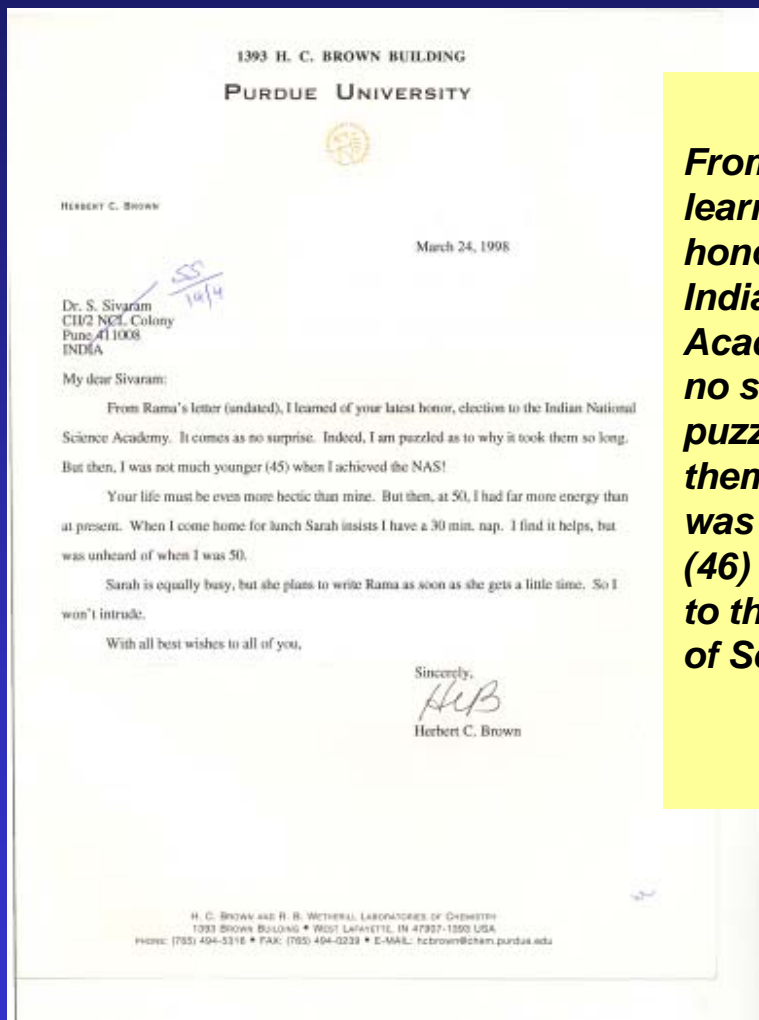 1393 H. C. BROWN BUILDING
PURDUE UNIVERSITY
HERBERT C. BROWN
March 24, 1998
SS
14/4
Dr. S. Sivaram
CII/2 NCL Colony
Pune 411008
INDIA
My dear Sivaram:
From Rama's letter (undated), I learned of your latest honor, election to the Indian National
Science Academy. It comes as no surprise. Indeed, I am puzzled as to why it took them so long.
But then, I was not much younger (45) when I achieved the NAS!
Your life must be even more hectic than mine. But then, at 50, I had far more energy than
at present. When I come home for lunch Sarah insists I have a 30 min. nap. I find it helps, but
was unheard of when I was 50.
Sarah is equally busy, but she plans to write Rama as soon as she gets a little time. So I
won't intrude.
With all best wishes to all of you,
Sincerely,
HCB
Herbert C. Brown
H. C. BROWN AND R. B. WETHERILL LABORATORIES OF CHEMISTRY
1393 BROWN BUILDING • WEST LAFAYETTE, IN 47907-1393 USA
PHONE: (765) 494-5316 • FAX: (765) 494-0239 • E-MAIL: hcbrown@chem.purdue.edu
From
learn
hono
India
Acad
no s
puzz
them
was
(46)
to th
of Sc